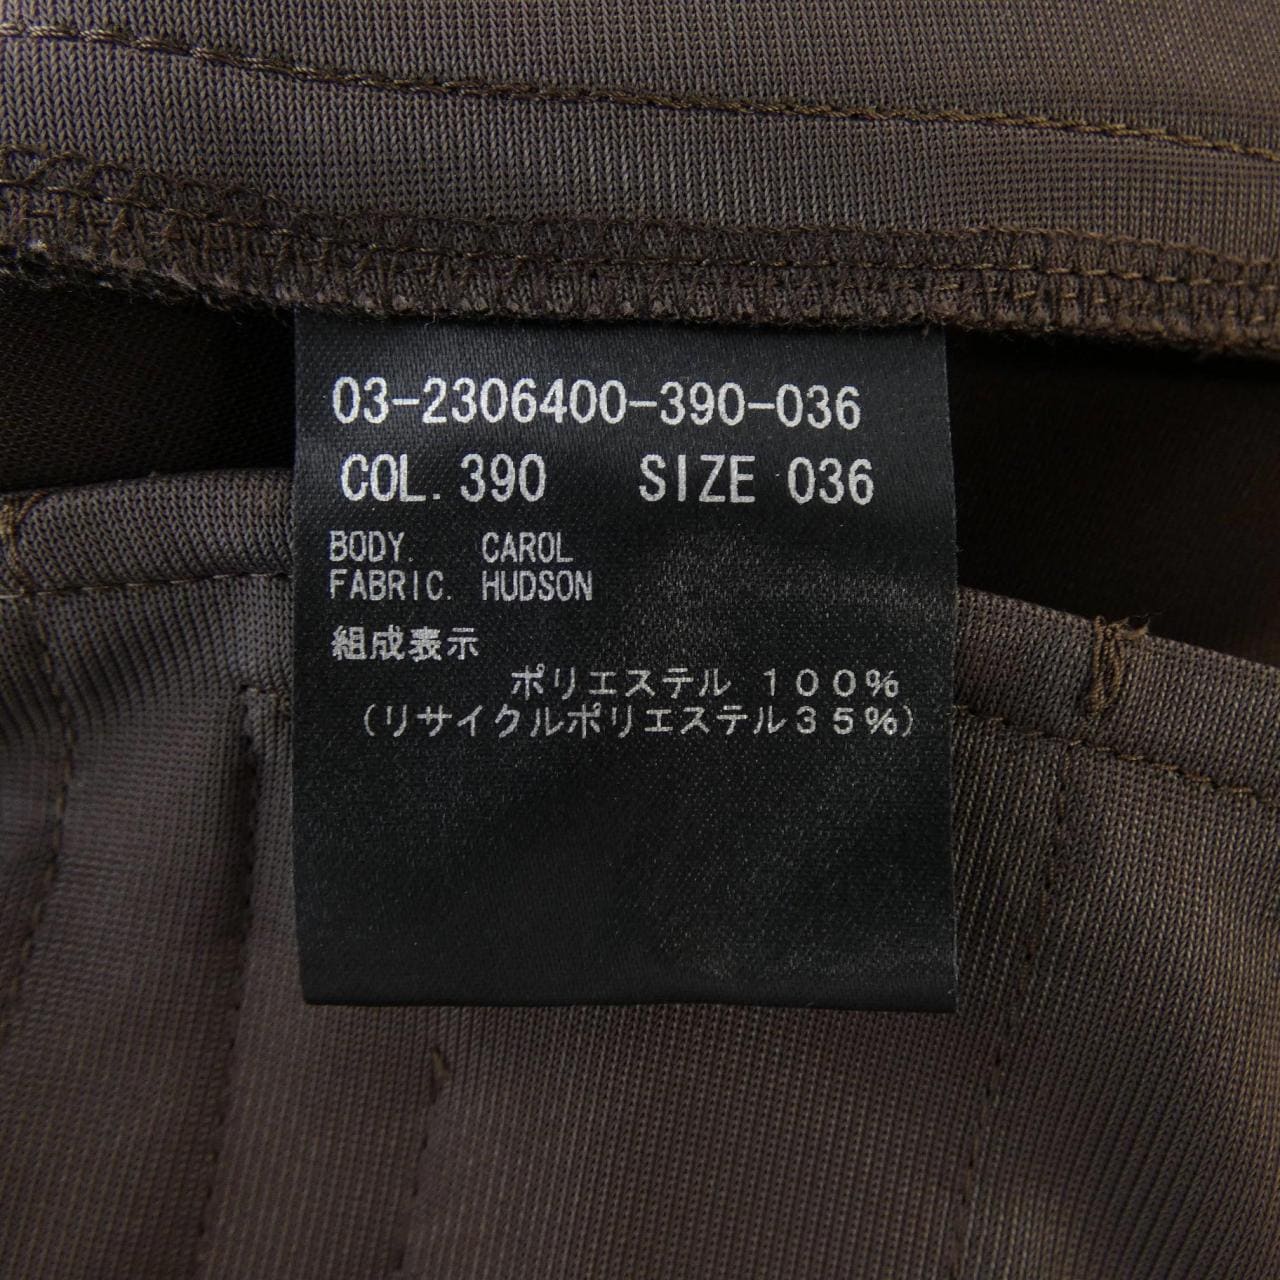 03-2306400-390-036
COL. 390 SIZE 036
BODY. CAROL
FABRIC. HUDSON
組成表示
ポリエステル １００％
（リサイクルポリエステル３５％）